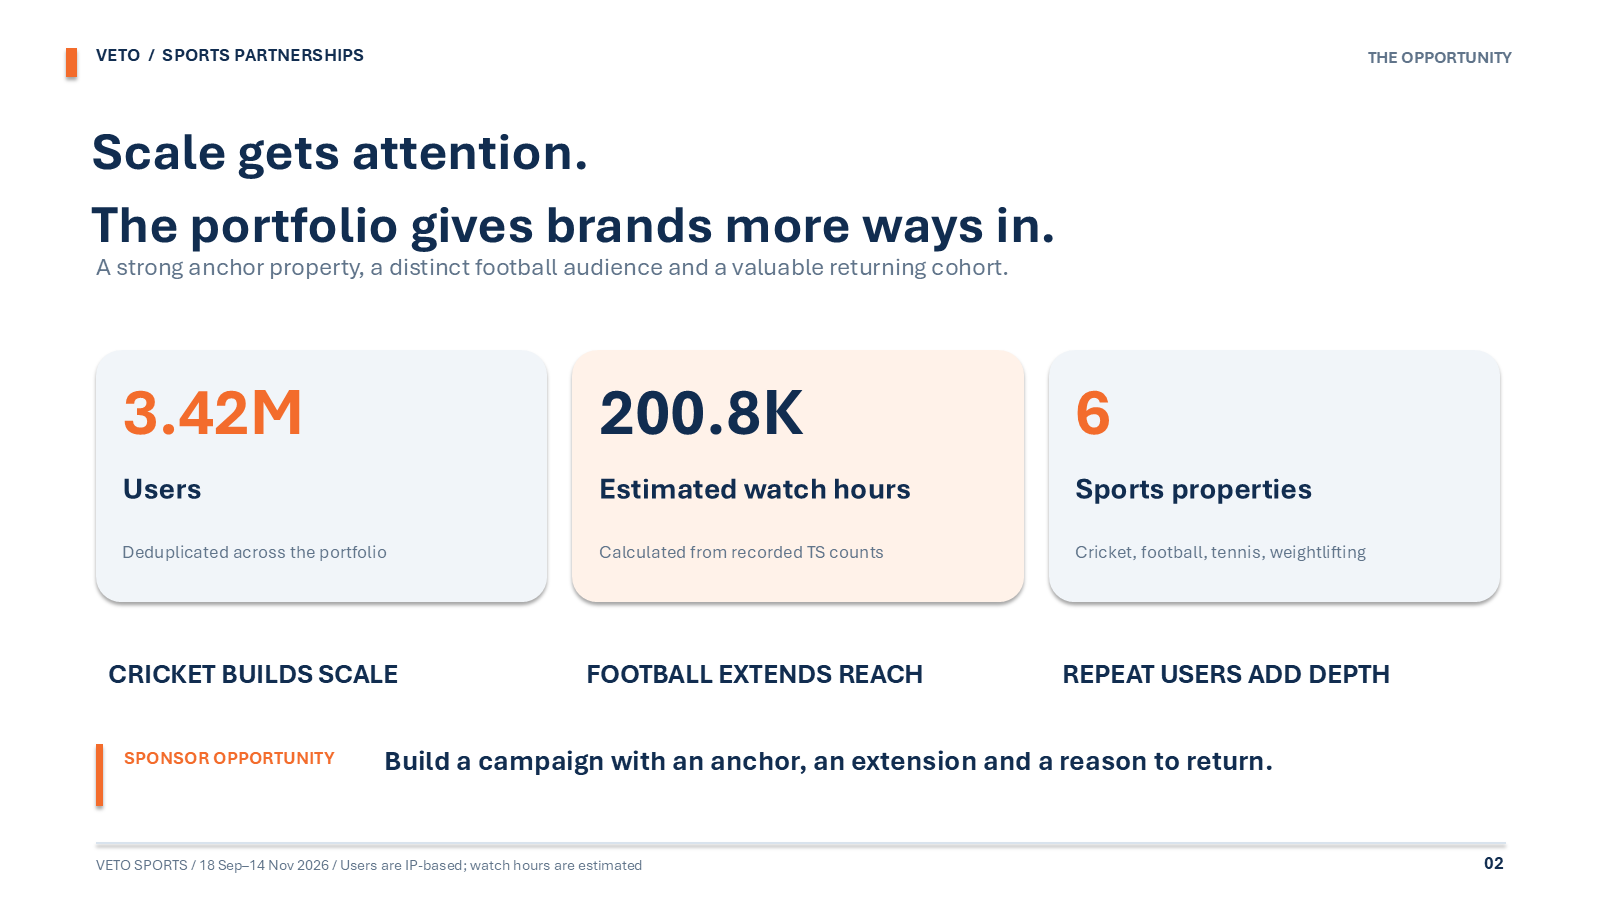 VETO / SPORTS PARTNERSHIPS
THE OPPORTUNITY
Scale gets attention.
The portfolio gives brands more ways in.
A strong anchor property, a distinct football audience and a valuable returning cohort.
3.42M
Users
Deduplicated across the portfolio
200.8K
Estimated watch hours
Calculated from recorded TS counts
6
Sports properties
Cricket, football, tennis, weightlifting
CRICKET BUILDS SCALE
FOOTBALL EXTENDS REACH
REPEAT USERS ADD DEPTH
SPONSOR OPPORTUNITY
Build a campaign with an anchor, an extension and a reason to return.
VETO SPORTS / 18 Sep–14 Nov 2026 / Users are IP-based; watch hours are estimated
02